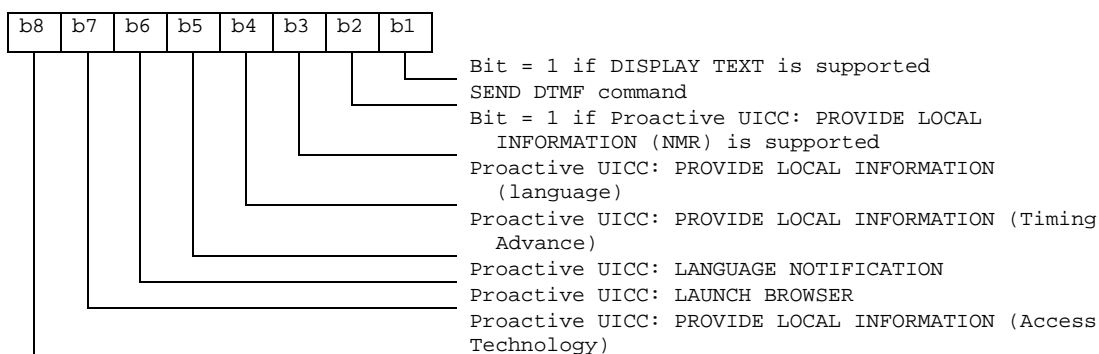 b8 b7 b6 b5 b4 b3 b2 b1
Bit = 1 if DISPLAY TEXT is supported
SEND DTMF command
Bit = 1 if Proactive UICC: PROVIDE LOCAL
INFORMATION (NMR) is supported
Proactive UICC: PROVIDE LOCAL INFORMATION
(language)
Proactive UICC: PROVIDE LOCAL INFORMATION (Timing
Advance)
Proactive UICC: LANGUAGE NOTIFICATION
Proactive UICC: LAUNCH BROWSER
Proactive UICC: PROVIDE LOCAL INFORMATION (Access
Technology)